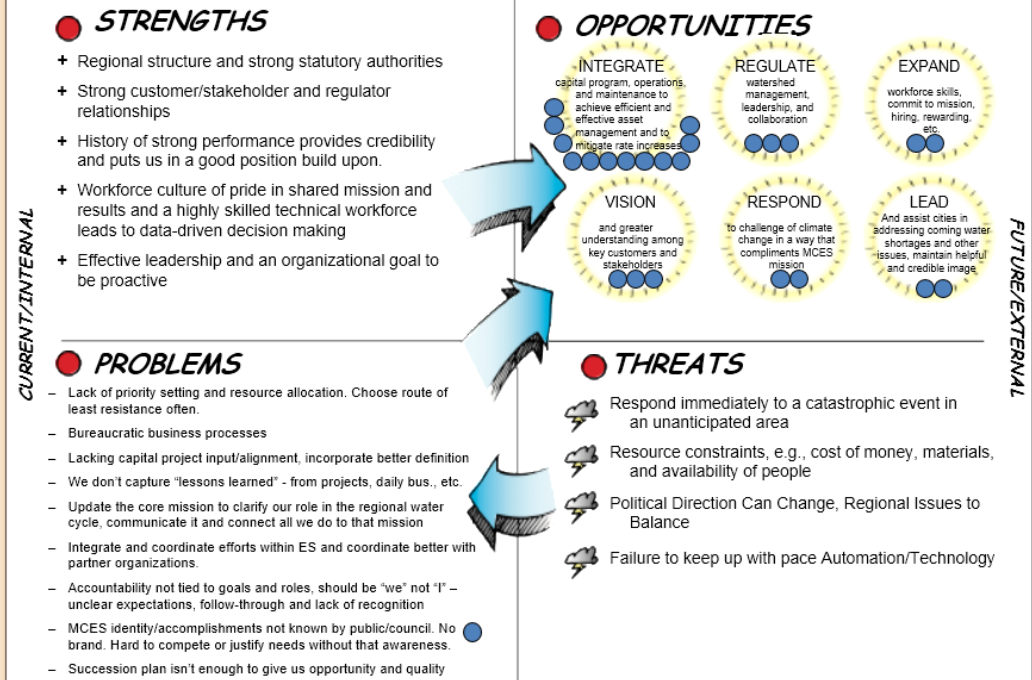 STRENGTHS
+ Regional structure and strong statutory authorities
+ Strong customer/stakeholder and regulator
relationships
+ History of strong performance provides credibility
and puts us in a good position build upon.
+ Workforce culture of pride in shared mission and
results and a highly skilled technical workforce
leads to data-driven decision making
+ Effective leadership and an organizational goal to
be proactive
OPPORTUNITIES
INTEGRATE
capital program, operations,
and maintenance to
achieve efficient and
effective asset
management and to
mitigate rate increases
REGULATE
watershed
management,
leadership, and
collaboration
EXPAND
workforce skills,
commit to mission,
hiring, rewarding,
etc.
VISION
and greater
understanding among
key customers and
stakeholders
RESPOND
to challenge of climate
change in a way that
compliments MCES
mission
LEAD
And assist cities in
addressing coming water
shortages and other
issues, maintain helpful
and credible image
CURRENT/INTERNAL
FUTURE/EXTERNAL
PROBLEMS
– Lack of priority setting and resource allocation. Choose route of
least resistance often.
– Bureaucratic business processes
– Lacking capital project input/alignment, incorporate better definition
– We don't capture “lessons learned” - from projects, daily bus., etc.
– Update the core mission to clarify our role in the regional water
cycle, communicate it and connect all we do to that mission
– Integrate and coordinate efforts within ES and coordinate better with
partner organizations.
– Accountability not tied to goals and roles, should be “we” not “I” –
unclear expectations, follow-through and lack of recognition
– MCES identity/accomplishments not known by public/council. No
brand. Hard to compete or justify needs without that awareness.
– Succession plan isn't enough to give us opportunity and quality
THREATS
Respond immediately to a catastrophic event in
an unanticipated area
Resource constraints, e.g., cost of money, materials,
and availability of people
Political Direction Can Change, Regional Issues to
Balance
Failure to keep up with pace Automation/Technology